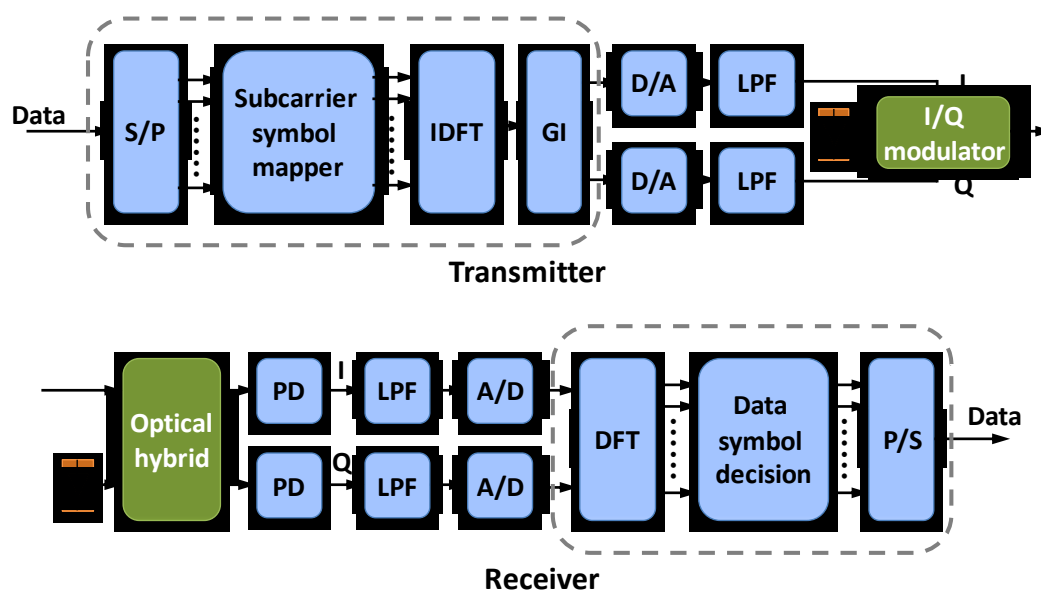 Data
S/P
Subcarrier
symbol
mapper
IDFT
GI
D/A
LPF
I
D/A
LPF
I/Q
modulator
Q
Transmitter
Optical
hybrid
PD
I
LPF
A/D
PD
Q
LPF
A/D
DFT
Data
symbol
decision
P/S
Data
Receiver